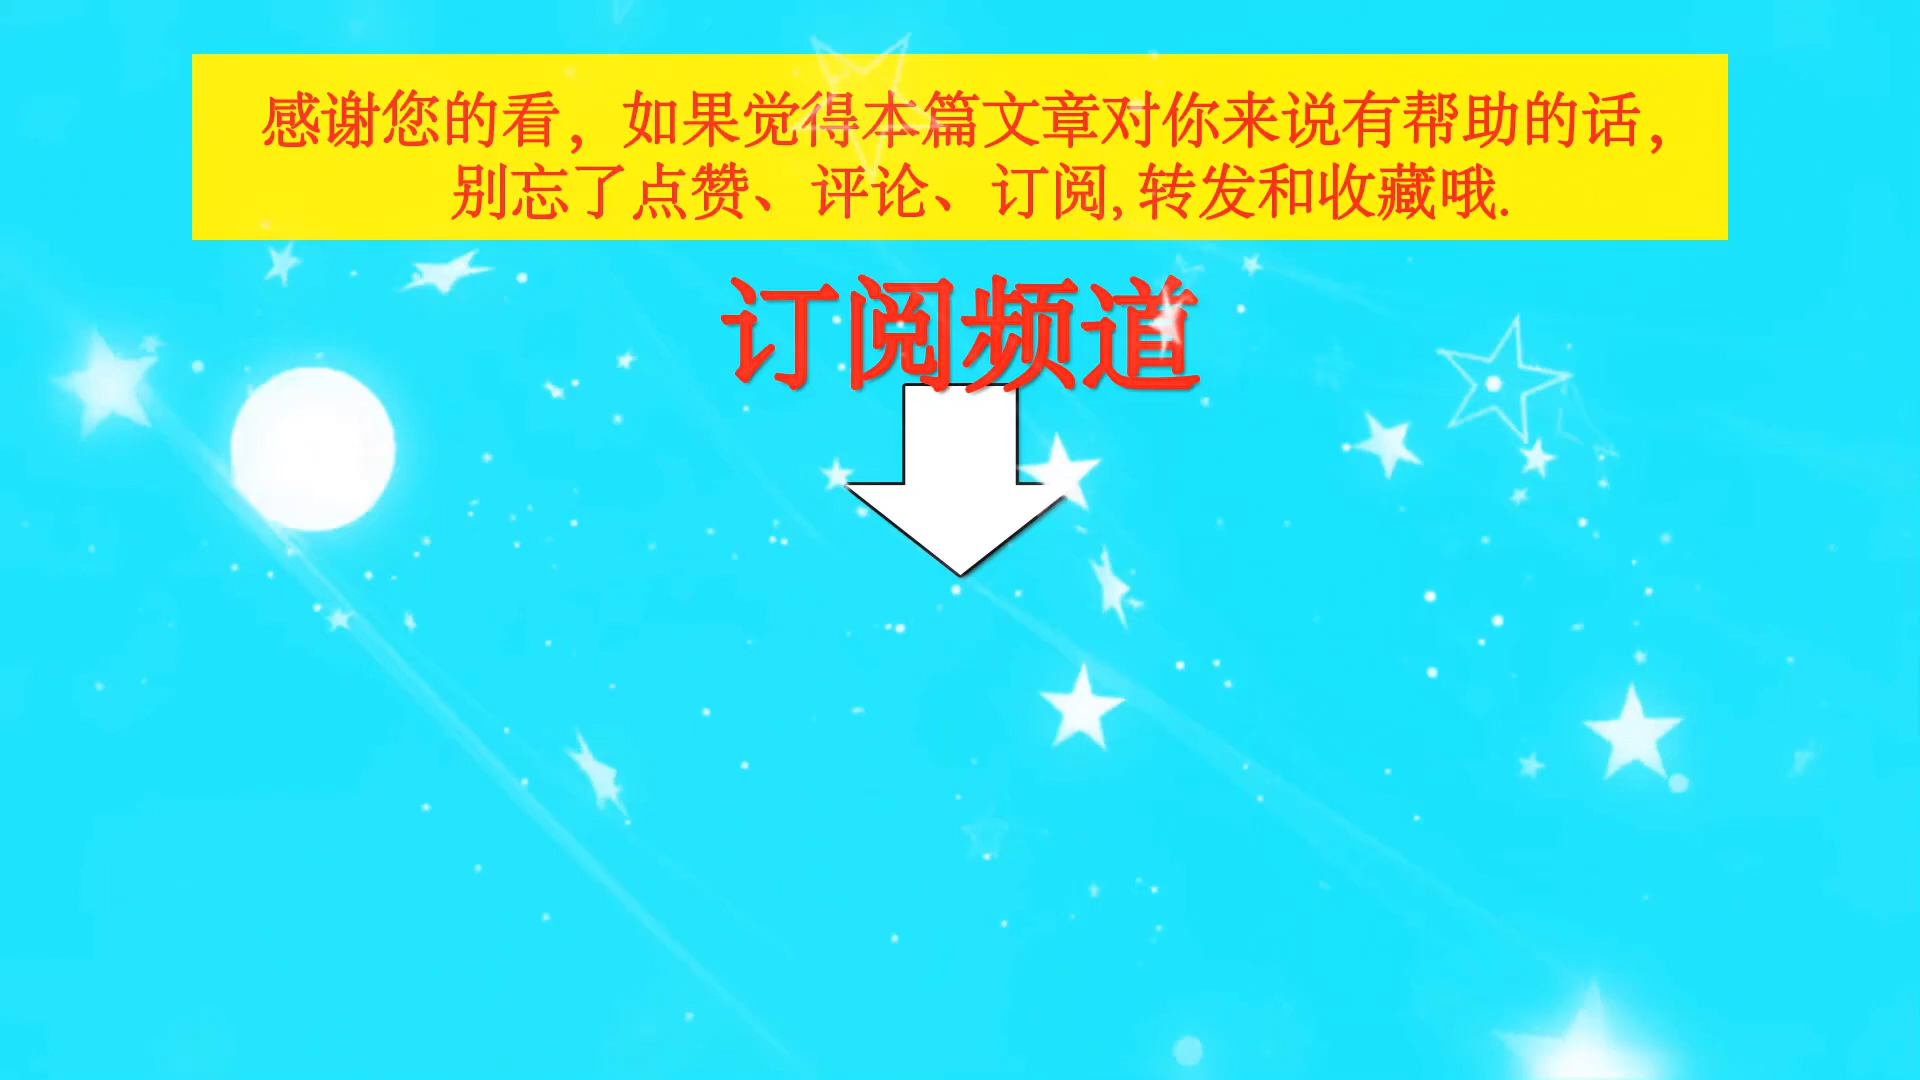 感谢您的看，如果觉得本篇文章对你来说有帮助的话，
别忘了点赞、评论、订阅,转发和收藏哦.
订阅频道